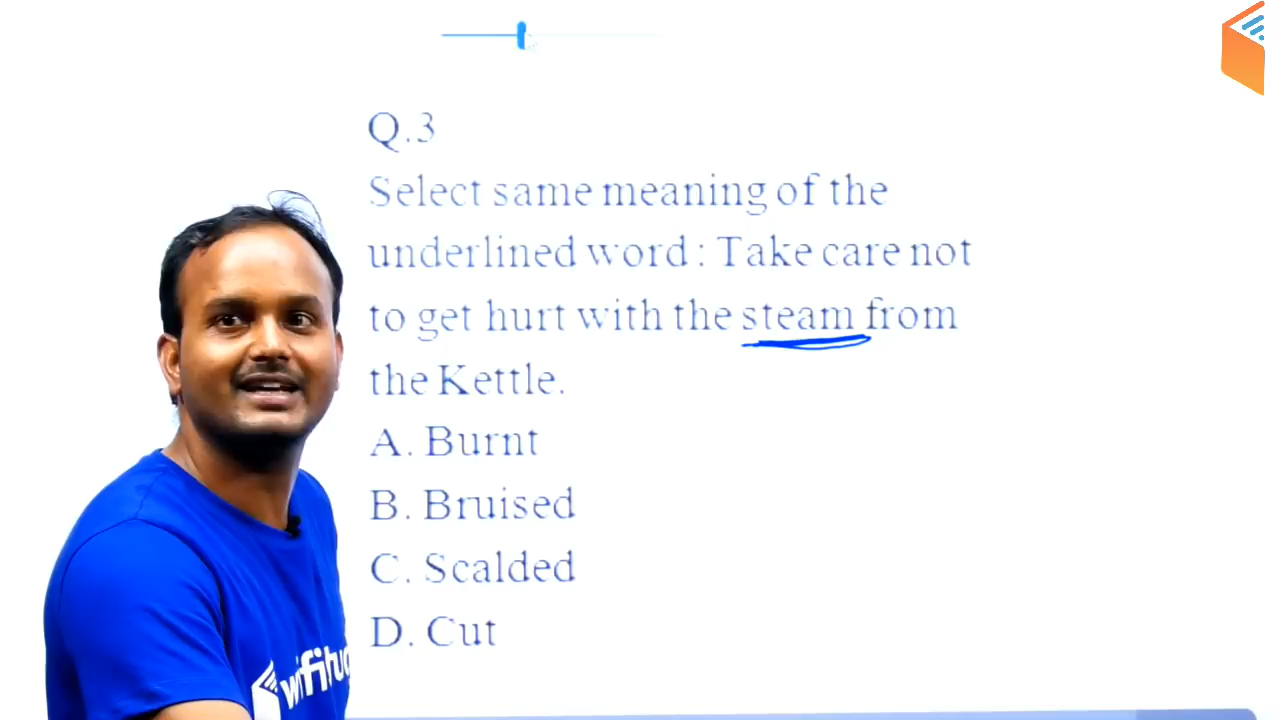 Q.3
Select same meaning of the
underlined word : Take care not
to get hurt with the steam from
the Kettle.
A. Burnt
B. Bruised
C. Scalded
D. Cut